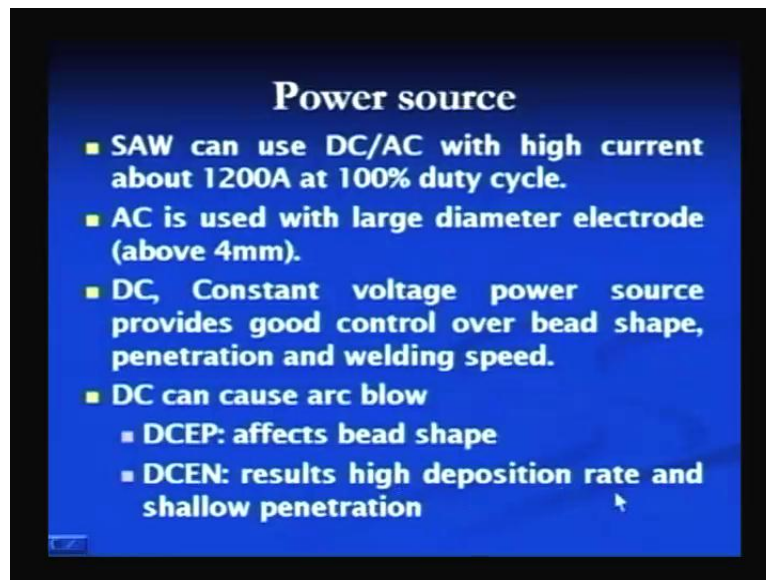 Power source
SAW can use DC/AC with high current
about 1200A at 100% duty cycle.
AC is used with large diameter electrode
(above 4mm).
DC, Constant voltage power source
provides good control over bead shape,
penetration and welding speed.
DC can cause arc blow
DCEP: affects bead shape
DCEN: results high deposition rate and
shallow penetration